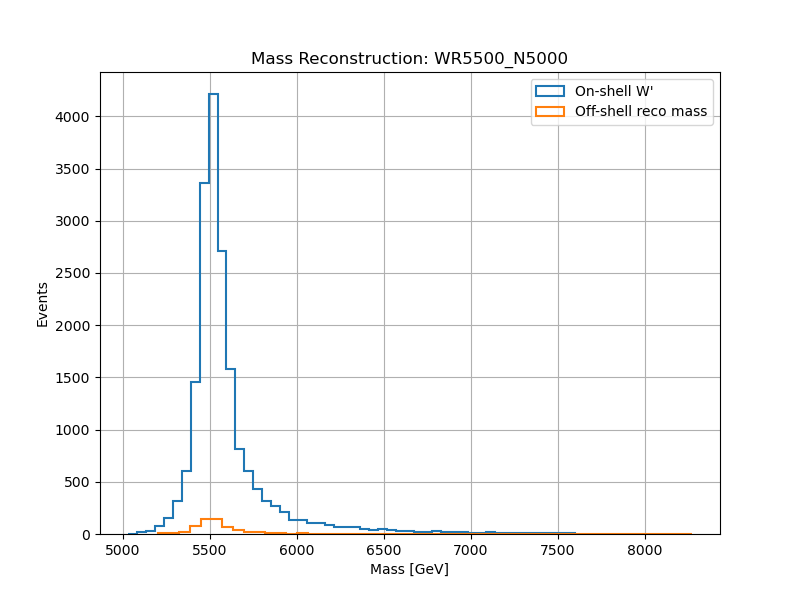 Mass Reconstruction: WR5500_N5000
On-shell W'
Off-shell reco mass
Events
4000
3500
3000
2500
2000
1500
1000
500
0
5000 5500 6000 6500 7000 7500 8000
Mass [GeV]